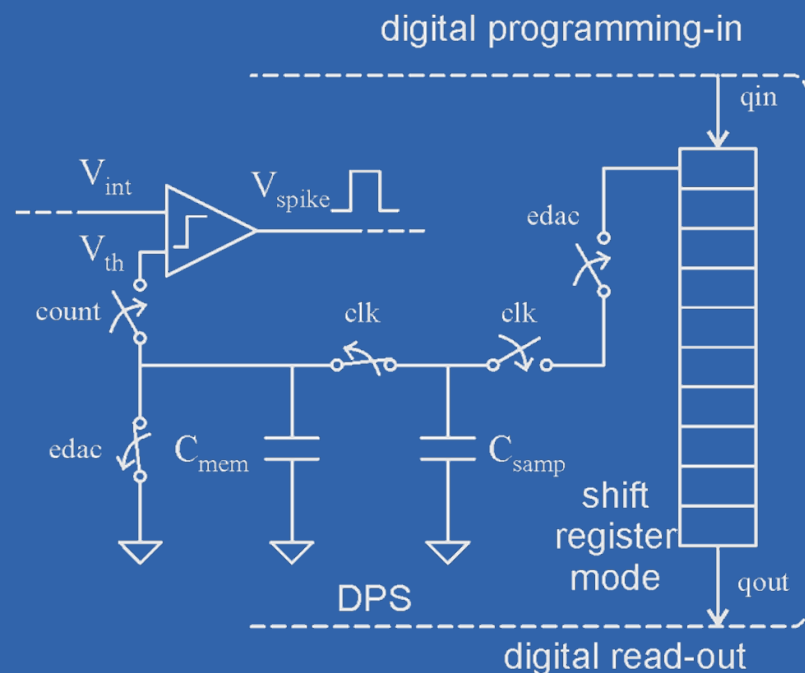 digital programming-in
qin
V_int
V_spike
V_th
edac
count
clk
clk
edac
C_mem
C_samp
shift
register
mode
DPS
qout
digital read-out